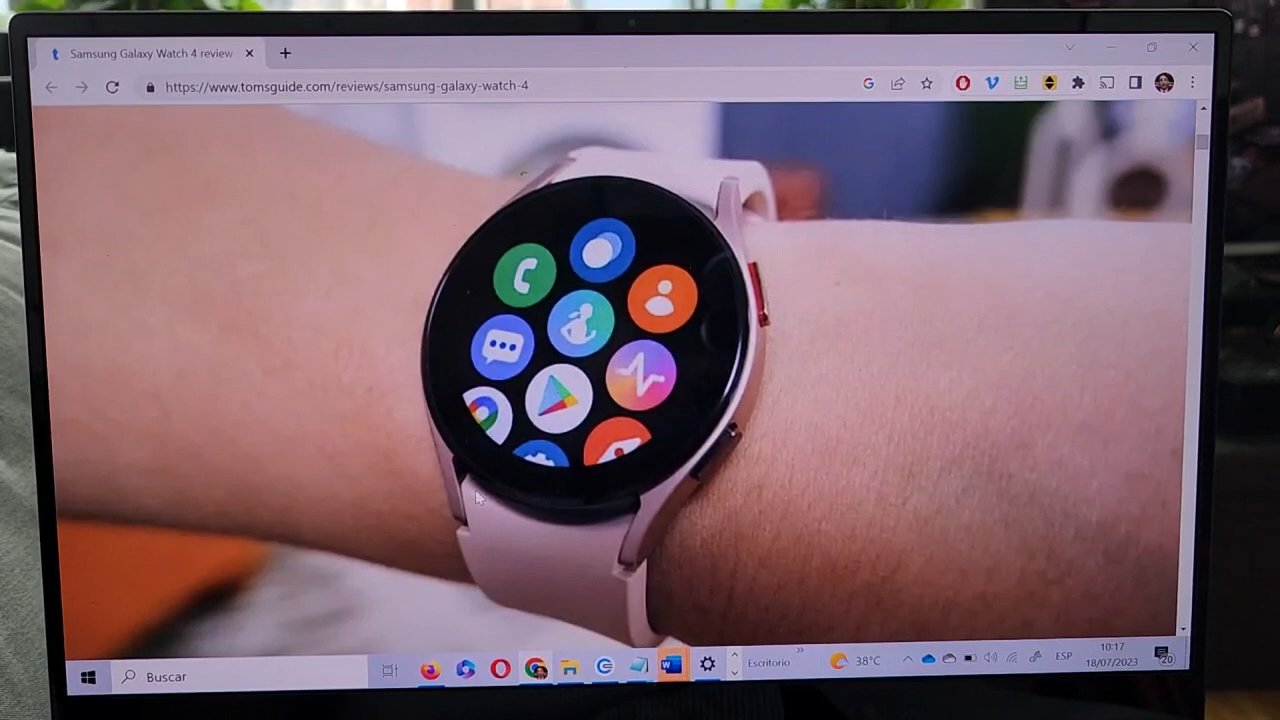 Samsung Galaxy Watch 4 review
https://www.tomsguide.com/reviews/samsung-galaxy-watch-4
Buscar
Escritorio
38°C
ESP
10:17
18/07/2023
20